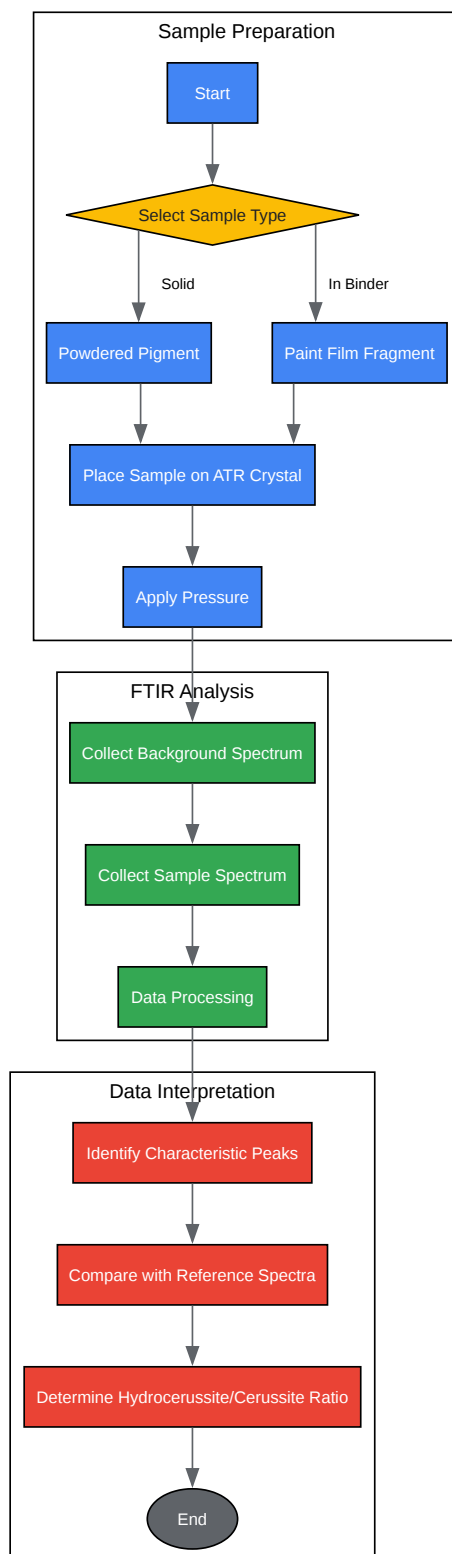 Sample Preparation
Start
Select Sample Type
Solid
In Binder
Powdered Pigment
Paint Film Fragment
Place Sample on ATR Crystal
Apply Pressure
FTIR Analysis
Collect Background Spectrum
Collect Sample Spectrum
Data Processing
Data Interpretation
Identify Characteristic Peaks
Compare with Reference Spectra
Determine Hydrocerussite/Cerussite Ratio
End